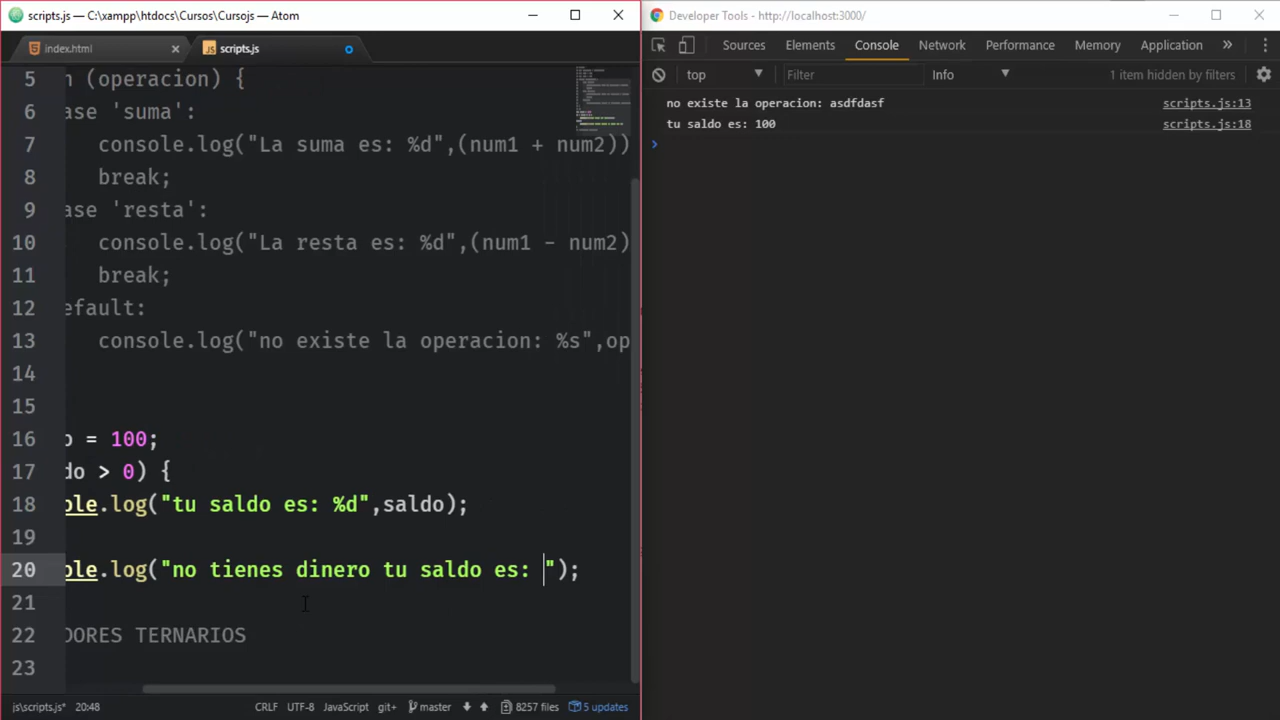 scripts.js — C:\xampp\htdocs\Cursos\Cursojs — Atom
index.html
scripts.js
5 n (operacion) {
6 ase 'suma':
7 console.log("La suma es: %d",(num1 + num2))
8 break;
9 ase 'resta':
10 console.log("La resta es: %d",(num1 - num2)
11 break;
12 efault:
13 console.log("no existe la operacion: %s",op
14
15
16 o = 100;
17 do > 0) {
18 ole.log("tu saldo es: %d",saldo);
19
20 ole.log("no tienes dinero tu saldo es: ");
21
22 DORES TERNARIOS
23
js\scripts.js* 20:48 CRLF UTF-8 JavaScript git+ master 8257 files 5 updates
Developer Tools - http://localhost:3000/
Sources Elements Console Network Performance Memory Application »
top Filter Info 1 item hidden by filters
no existe la operacion: asdfdasf scripts.js:13
tu saldo es: 100 scripts.js:18